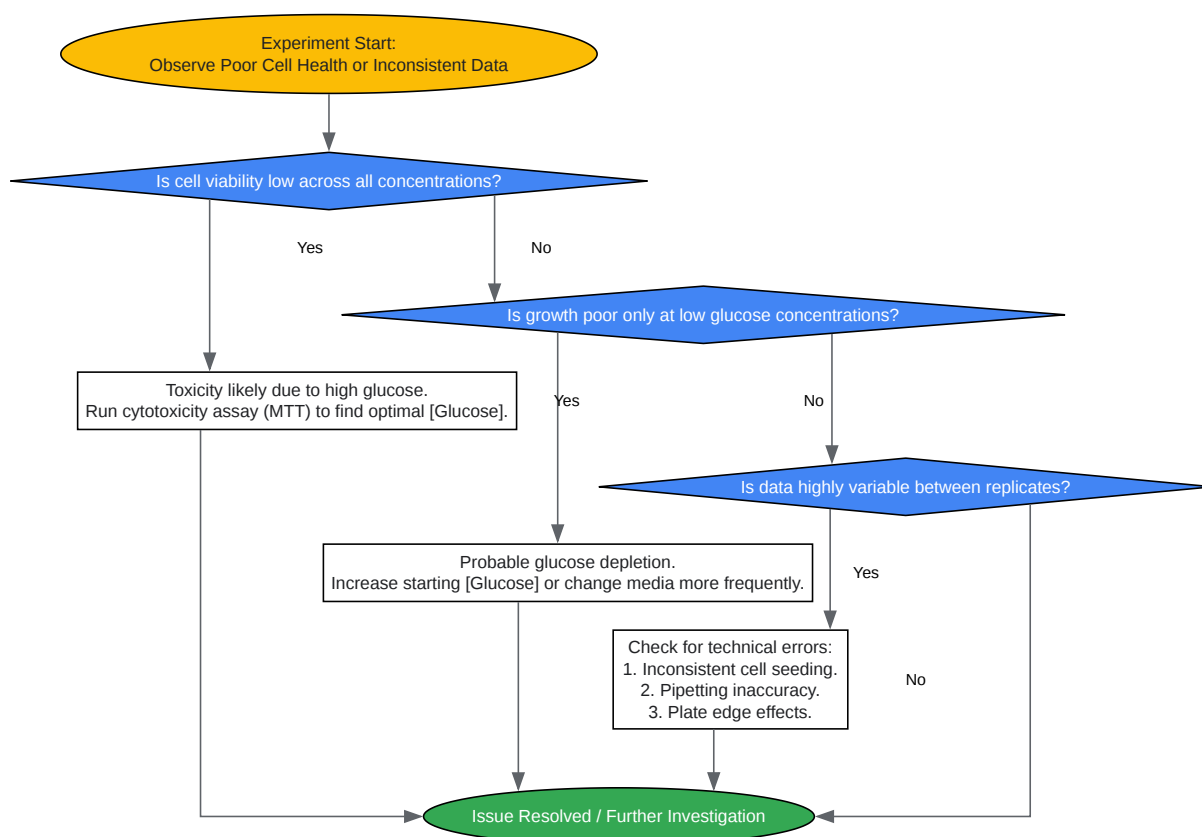 Experiment Start:
Observe Poor Cell Health or Inconsistent Data
Is cell viability low across all concentrations?
Yes
No
Is growth poor only at low glucose concentrations?
Toxicity likely due to high glucose.
Run cytotoxicity assay (MTT) to find optimal [Glucose].
Yes
No
Is data highly variable between replicates?
Probable glucose depletion.
Increase starting [Glucose] or change media more frequently.
Yes
Check for technical errors:
1. Inconsistent cell seeding.
2. Pipetting inaccuracy.
3. Plate edge effects.
No
Issue Resolved / Further Investigation